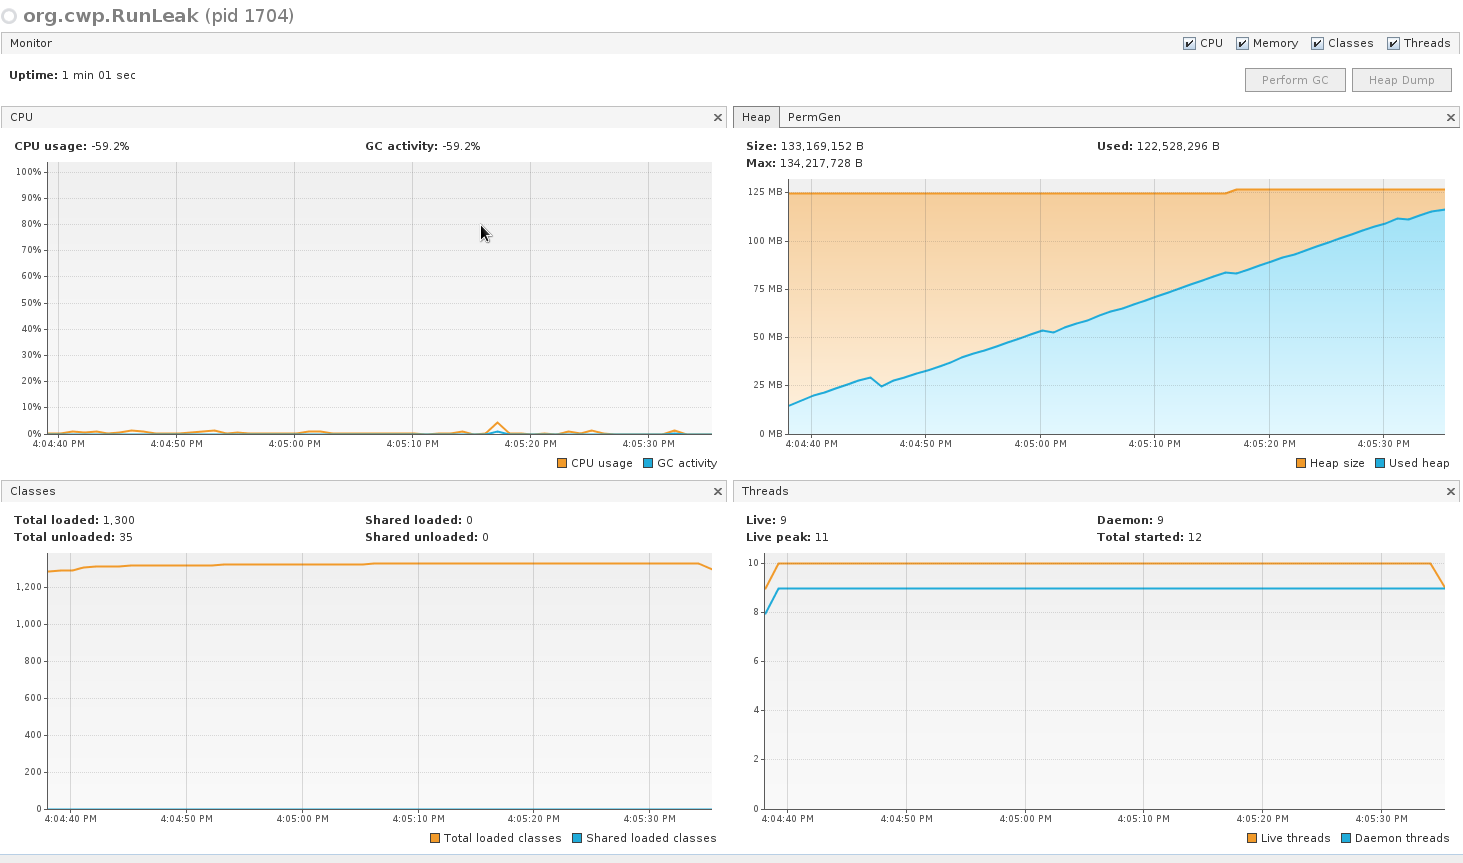 org.cwp.RunLeak (pid 1704)
Monitor
CPU Memory Classes Threads
Uptime: 1 min 01 sec
Perform GC Heap Dump
CPU
CPU usage: -59.2% GC activity: -59.2%
100%
90%
80%
70%
60%
50%
40%
30%
20%
10%
0%
4:04:40 PM 4:04:50 PM 4:05:00 PM 4:05:10 PM 4:05:20 PM 4:05:30 PM
CPU usage GC activity
Heap PermGen
Size: 133,169,152 B Used: 122,528,296 B
Max: 134,217,728 B
125 MB
100 MB
75 MB
50 MB
25 MB
0 MB
4:04:40 PM 4:04:50 PM 4:05:00 PM 4:05:10 PM 4:05:20 PM 4:05:30 PM
Heap size Used heap
Classes
Total loaded: 1,300 Shared loaded: 0
Total unloaded: 35 Shared unloaded: 0
1,200
1,000
800
600
400
200
0
4:04:40 PM 4:04:50 PM 4:05:00 PM 4:05:10 PM 4:05:20 PM 4:05:30 PM
Total loaded classes Shared loaded classes
Threads
Live: 9 Daemon: 9
Live peak: 11 Total started: 12
10
8
6
4
2
0
4:04:40 PM 4:04:50 PM 4:05:00 PM 4:05:10 PM 4:05:20 PM 4:05:30 PM
Live threads Daemon threads